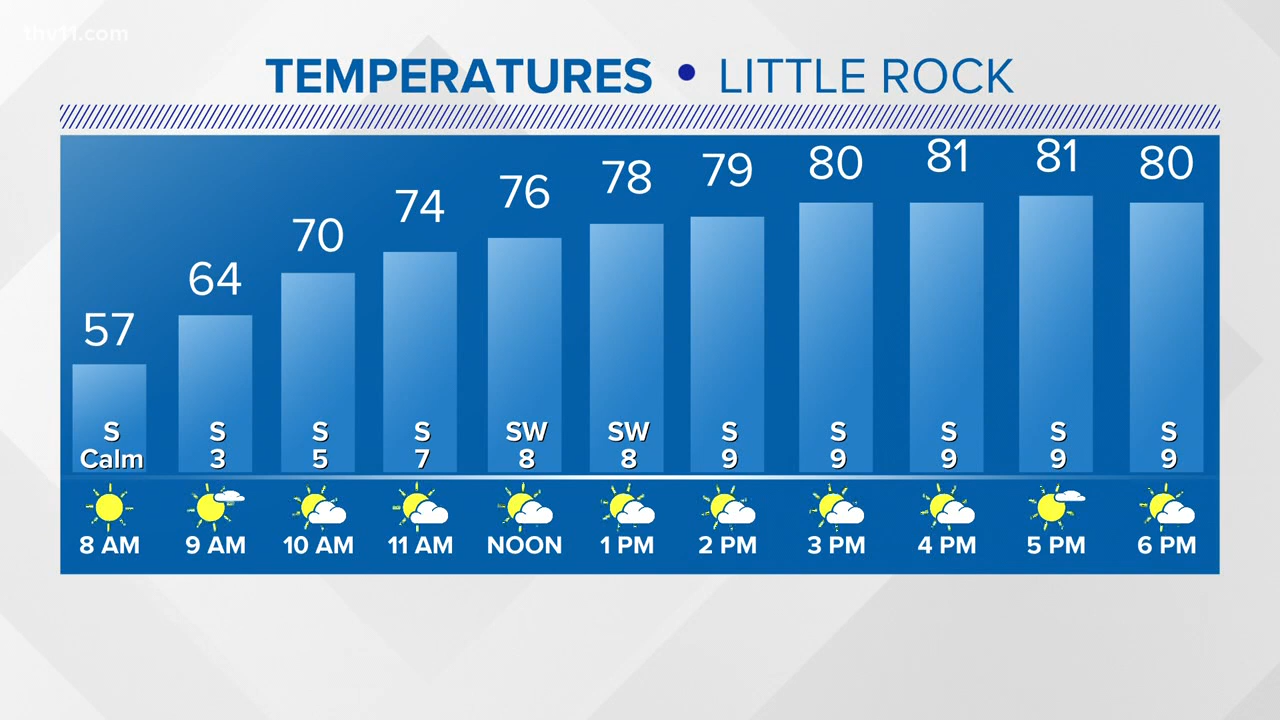 thv11.com
TEMPERATURES • LITTLE ROCK
57 64 70 74 76 78 79 80 81 81 80
S S S S SW SW S S S S S
Calm 3 5 7 8 8 9 9 9 9 9
8 AM 9 AM 10 AM 11 AM NOON 1 PM 2 PM 3 PM 4 PM 5 PM 6 PM